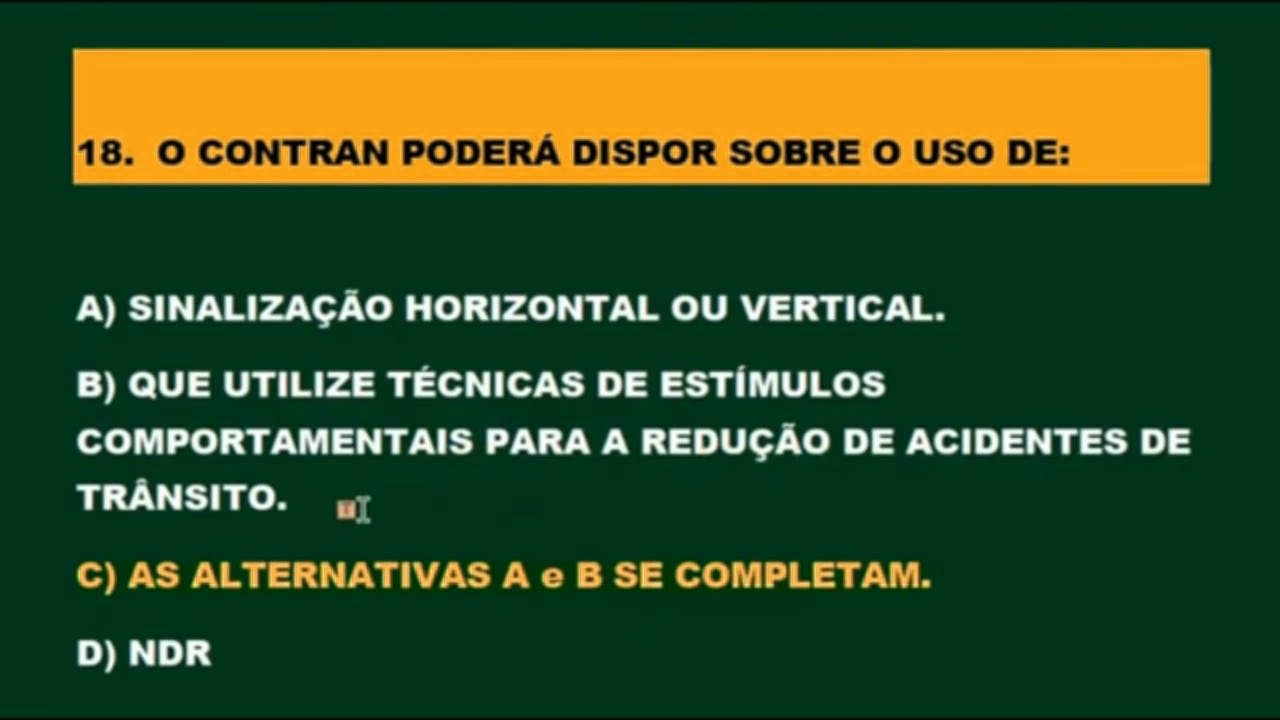 18. O CONTRAN PODERÁ DISPOR SOBRE O USO DE:
A) SINALIZAÇÃO HORIZONTAL OU VERTICAL.
B) QUE UTILIZE TÉCNICAS DE ESTÍMULOS
COMPORTAMENTAIS PARA A REDUÇÃO DE ACIDENTES DE
TRÂNSITO.
C) AS ALTERNATIVAS A e B SE COMPLETAM.
D) NDR